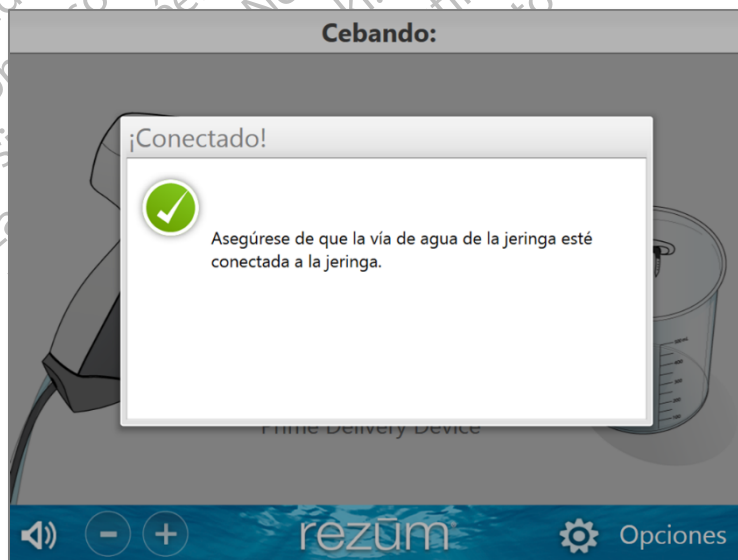 Cebando:
¡Conectado!
Asegúrese de que la vía de agua de la jeringa esté
conectada a la jeringa.
Prime Delivery Device
rezūm
Opciones